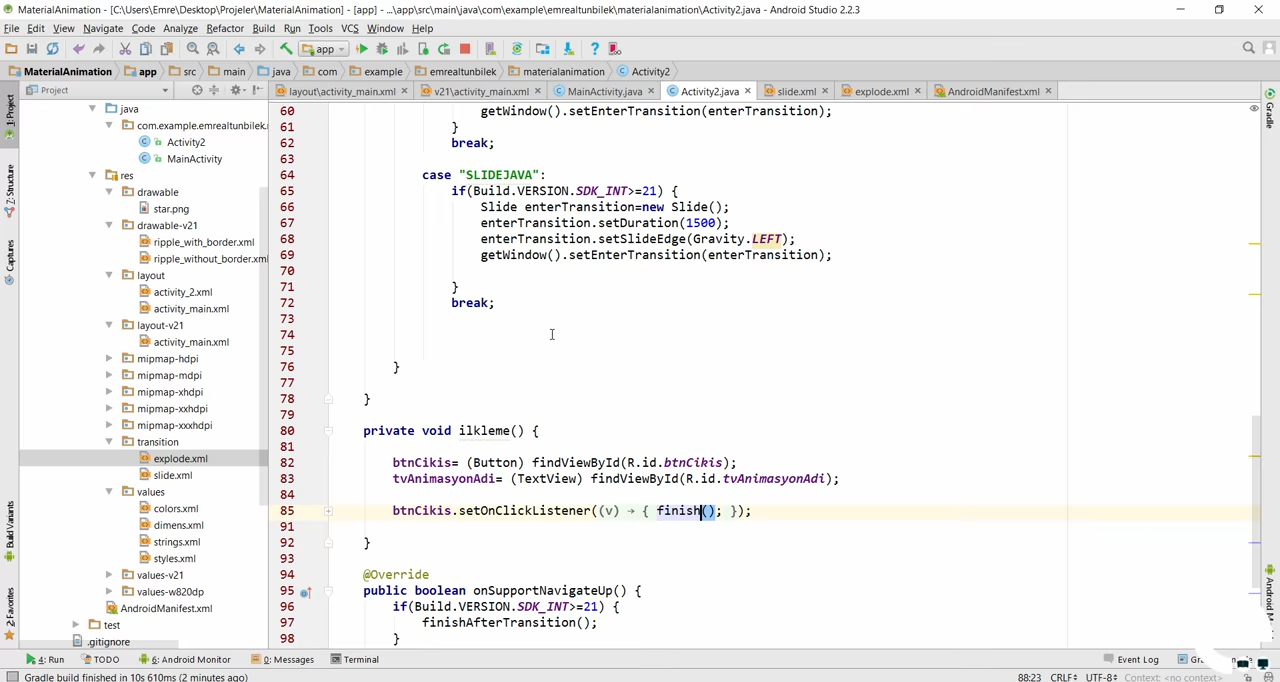 MaterialAnimation - [C:\Users\Emre\Desktop\Projeler\MaterialAnimation] - [app] - ...\app\src\main\java\com\example\emrealtunbilek\materialanimation\Activity2.java - Android Studio 2.2.3
File Edit View Navigate Code Analyze Refactor Build Run Tools VCS Window Help
app
MaterialAnimation app src main java com example emrealtunbilek materialanimation Activity2
Project
layout\activity_main.xml v21\activity_main.xml MainActivity.java Activity2.java slide.xml explode.xml AndroidManifest.xml
1: Project
7: Structure
Captures
Build Variants
2: Favorites
java
com.example.emrealtunbilek.m
Activity2
MainActivity
res
drawable
star.png
drawable-v21
ripple_with_border.xml
ripple_without_border.xml
layout
activity_2.xml
activity_main.xml
layout-v21
activity_main.xml
mipmap-hdpi
mipmap-mdpi
mipmap-xhdpi
mipmap-xxhdpi
mipmap-xxxhdpi
transition
explode.xml
slide.xml
values
colors.xml
dimens.xml
strings.xml
styles.xml
values-v21
values-w820dp
AndroidManifest.xml
test
.gitignore
60 getWindow().setEnterTransition(enterTransition);
61 }
62 break;
63
64 case "SLIDEJAVA":
65 if(Build.VERSION.SDK_INT>=21) {
66 Slide enterTransition=new Slide();
67 enterTransition.setDuration(1500);
68 enterTransition.setSlideEdge(Gravity.LEFT);
69 getWindow().setEnterTransition(enterTransition);
70
71 }
72 break;
73
74
75
76 }
77
78 }
79
80 private void ilkleme() {
81
82 btnCikis= (Button) findViewById(R.id.btnCikis);
83 tvAnimasyonAdi= (TextView) findViewById(R.id.tvAnimasyonAdi);
84
85 btnCikis.setOnClickListener((v) → { finish(); });
91
92 }
93
94 @Override
95 public boolean onSupportNavigateUp() {
96 if(Build.VERSION.SDK_INT>=21) {
97 finishAfterTransition();
98 }
Gradle
4: Run TODO 6: Android Monitor 0: Messages Terminal Event Log
Gradle build finished in 10s 610ms (2 minutes ago) 88:23 CRLF UTF-8 Context: <no context>